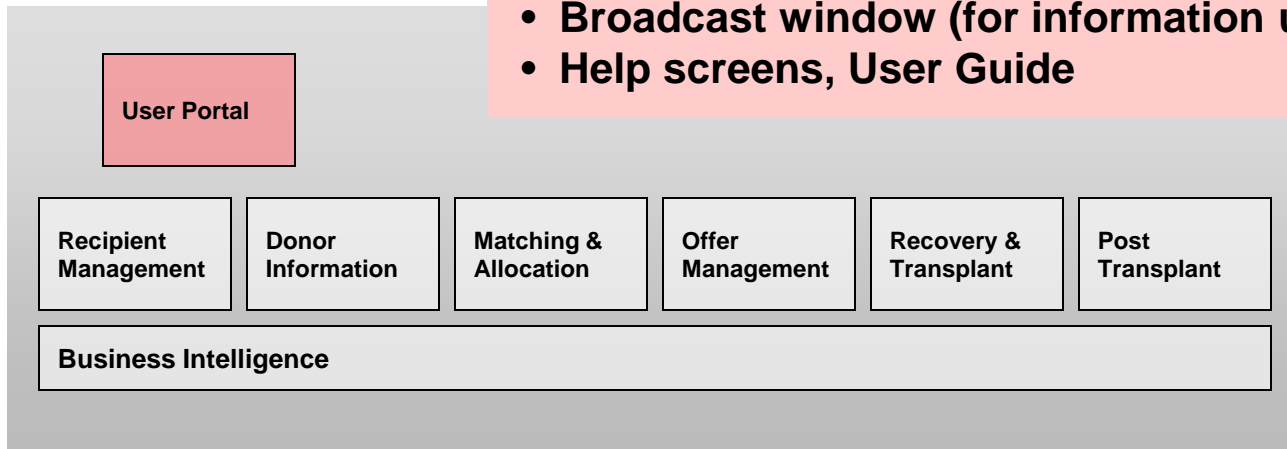 • Broadcast window (for information
• Help screens, User Guide
User Portal
Recipient
Management
Donor
Information
Matching &
Allocation
Offer
Management
Recovery &
Transplant
Post
Transplant
Business Intelligence